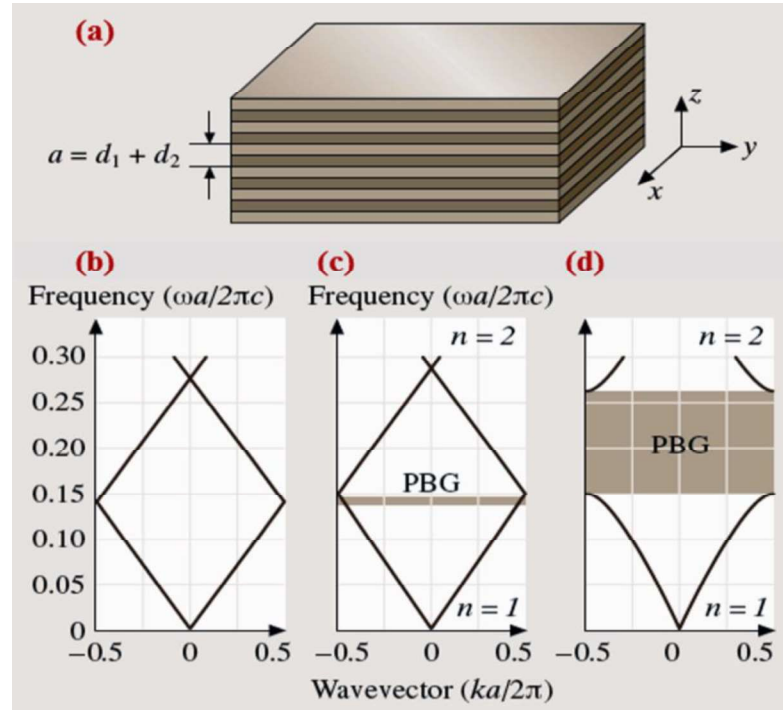 (a)
a = d₁ + d₂
z
y
x
(b)
(c)
(d)
Frequency (ωa/2πc)
Frequency (ωa/2πc)
0.30
0.25
0.20
0.15
0.10
0.05
0
n = 2
PBG
n = 1
n = 2
PBG
n = 1
−0.5 0 0.5
−0.5 0 0.5
−0.5 0 0.5
Wavevector (ka/2π)